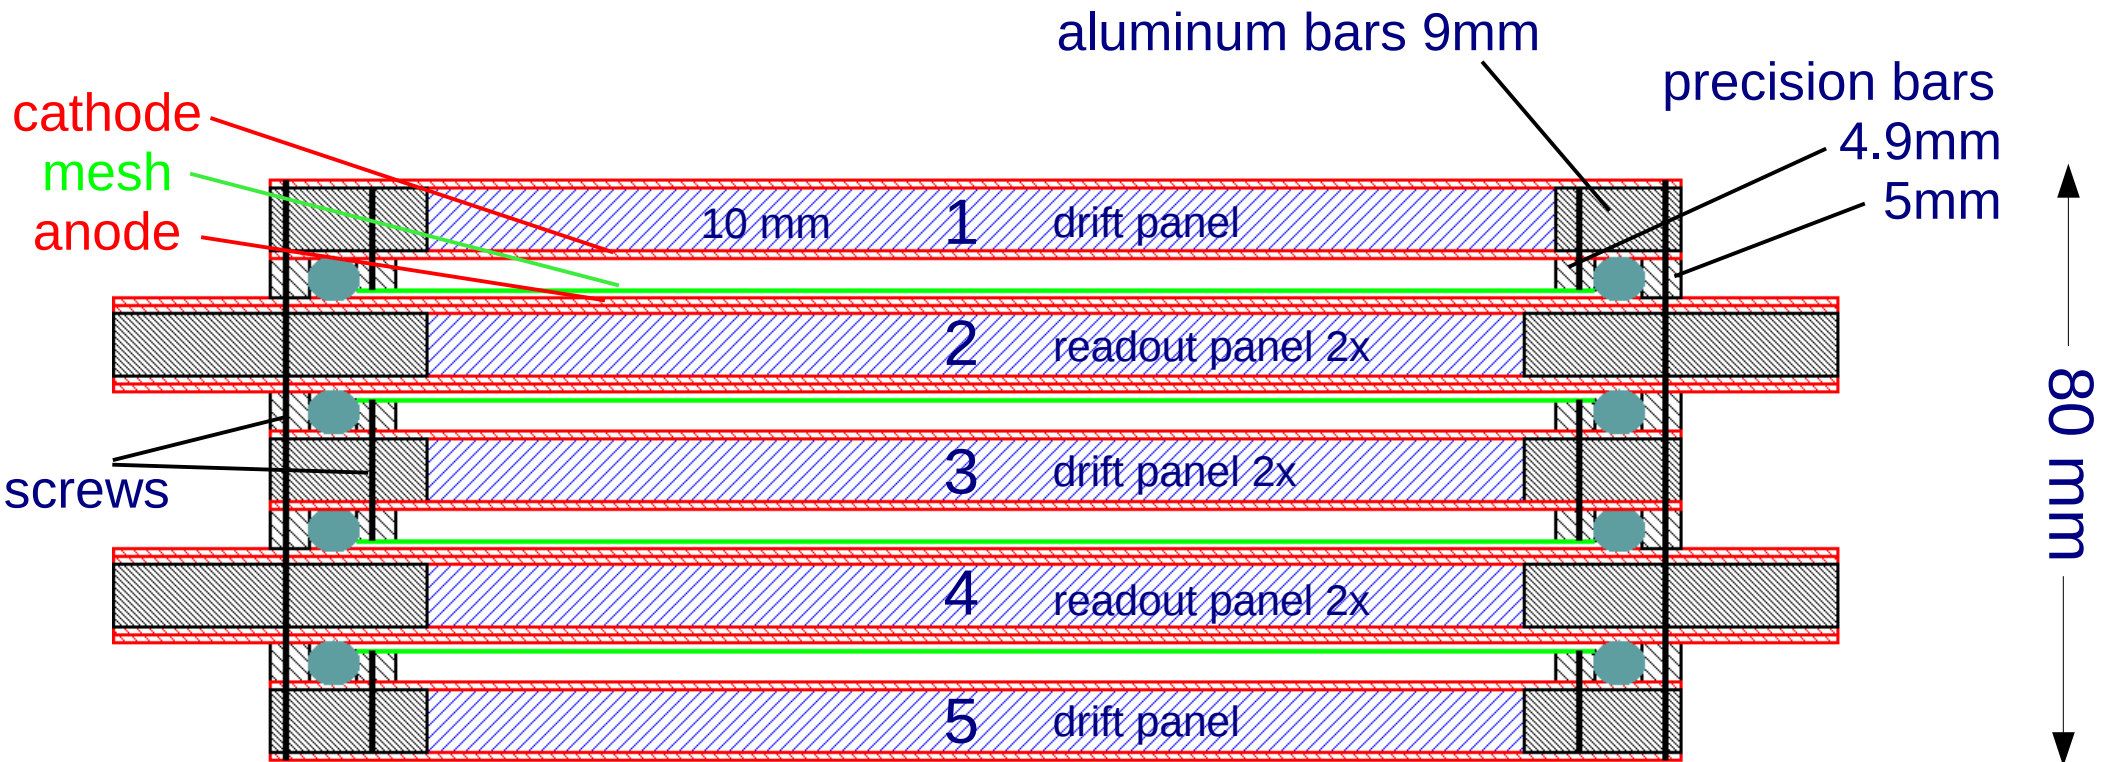 aluminum bars 9mm
precision bars
4.9mm
5mm
cathode
mesh
anode
10 mm 1 drift panel
2 readout panel 2x
3 drift panel 2x
screws
4 readout panel 2x
5 drift panel
80 mm